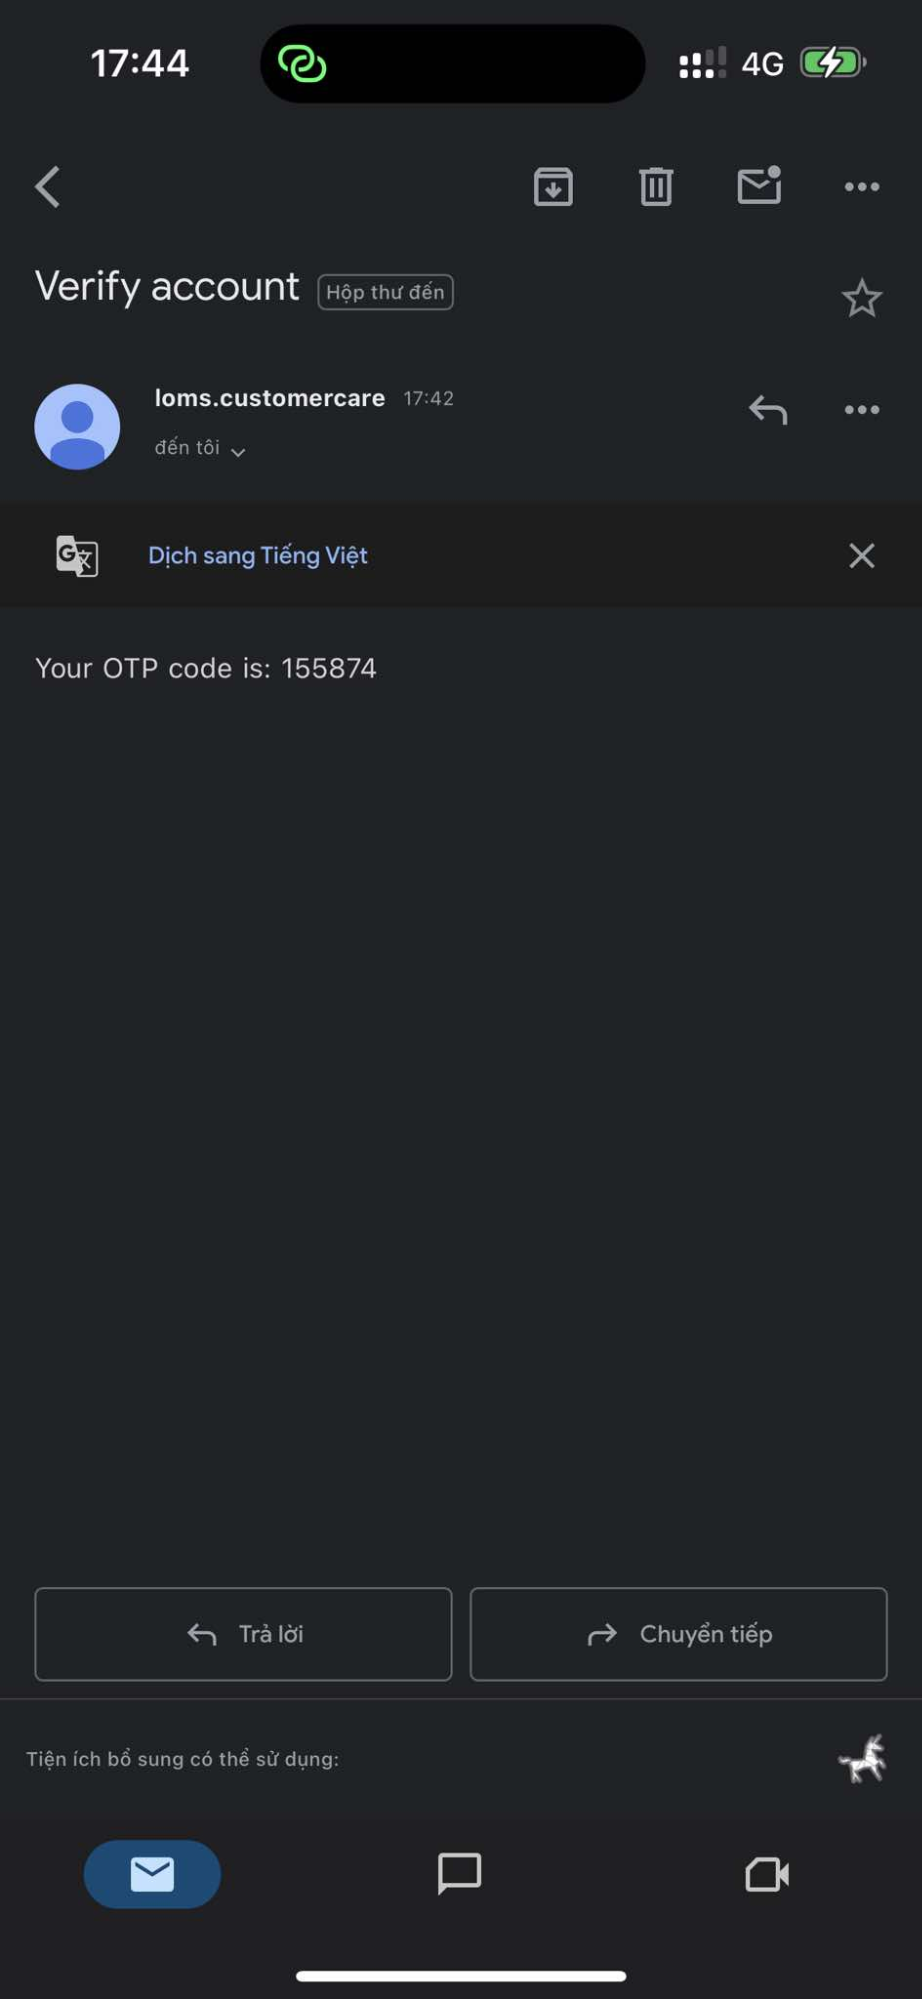 17:44
4G
Verify account Hộp thư đến
loms.customercare 17:42
đến tôi
Dịch sang Tiếng Việt
Your OTP code is: 155874
Trả lời
Chuyển tiếp
Tiện ích bổ sung có thể sử dụng: